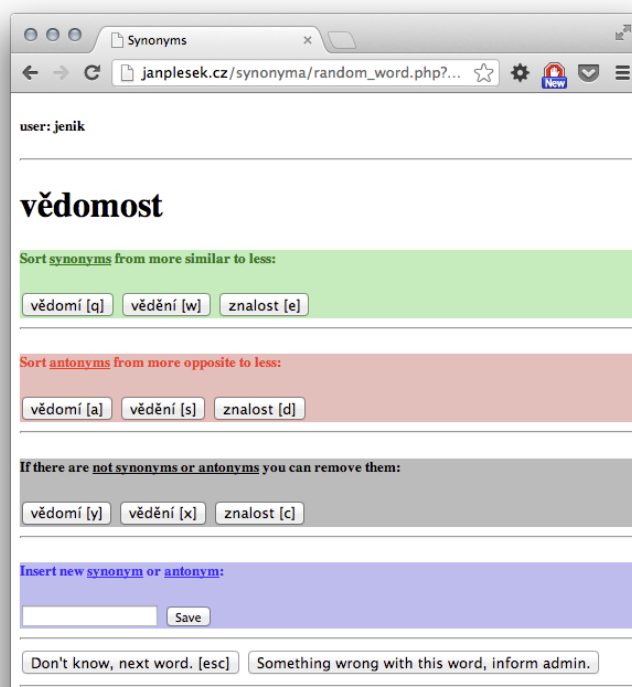 Synonyms
janplesek.cz/synonyma/random_word.php?...
New
user: jenik
vědomost
Sort synonyms from more similar to less:
vědomí [q] vědění [w] znalost [e]
Sort antonyms from more opposite to less:
vědomí [a] vědění [s] znalost [d]
If there are not synonyms or antonyms you can remove them:
vědomí [y] vědění [x] znalost [c]
Insert new synonym or antonym:
Save
Don't know, next word. [esc] Something wrong with this word, inform admin.